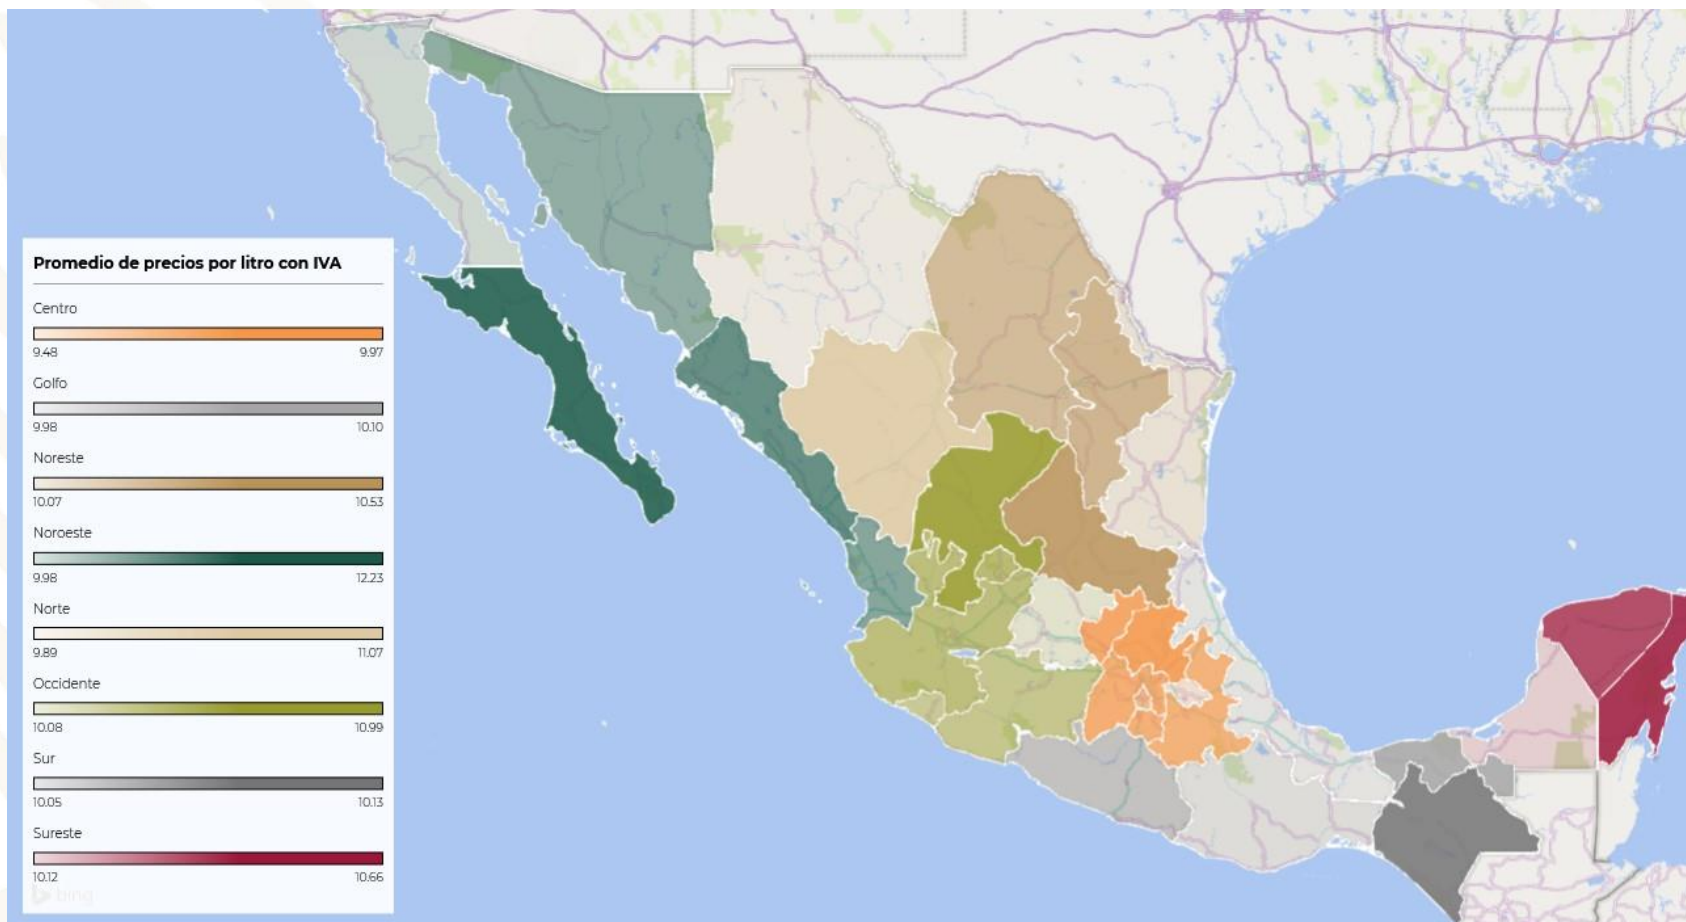 Promedio de precios por litro con IVA
Centro
9.48 9.97
Golfo
9.98 10.10
Noreste
10.07 10.53
Noroeste
9.98 12.23
Norte
9.89 11.07
Occidente
10.08 10.99
Sur
10.05 10.13
Sureste
10.12 10.66
bing